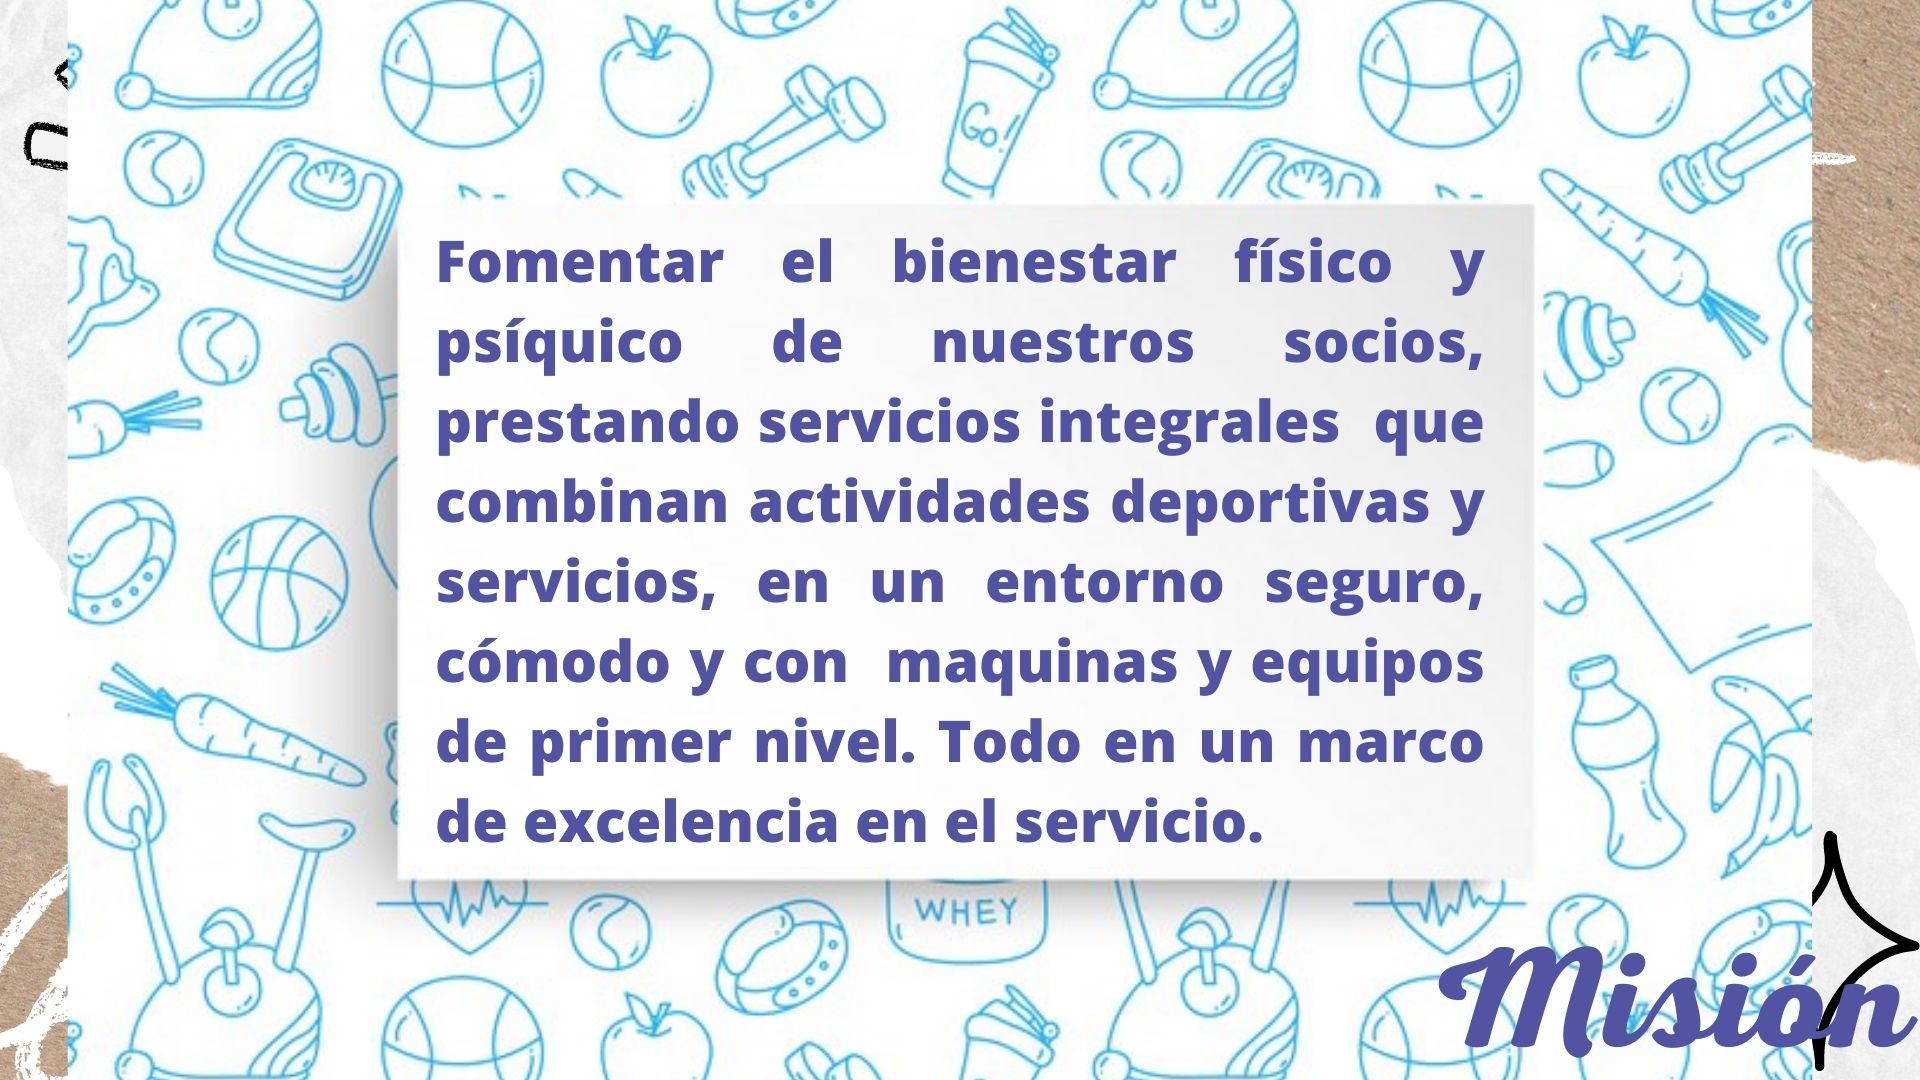 Go!
Fomentar el bienestar físico y
psíquico de nuestros socios,
prestando servicios integrales que
combinan actividades deportivas y
servicios, en un entorno seguro,
cómodo y con maquinas y equipos
de primer nivel. Todo en un marco
de excelencia en el servicio.
WHEY
Misión